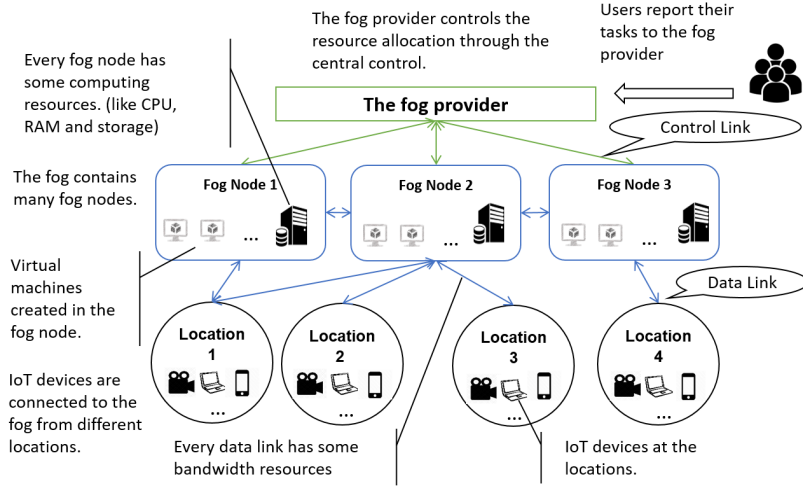 The fog provider controls the
resource allocation through the
central control.
Users report their
tasks to the fog
provider
Every fog node has
some computing
resources. (like CPU,
RAM and storage)
The fog provider
Control Link
The fog contains
many fog nodes.
Fog Node 1
...
Fog Node 2
...
Fog Node 3
...
Virtual
machines
created in the
fog node.
Data Link
Location
1
...
Location
2
...
Location
3
...
Location
4
...
IoT devices are
connected to the
fog from different
locations.
Every data link has some
bandwidth resources
IoT devices at the
locations.